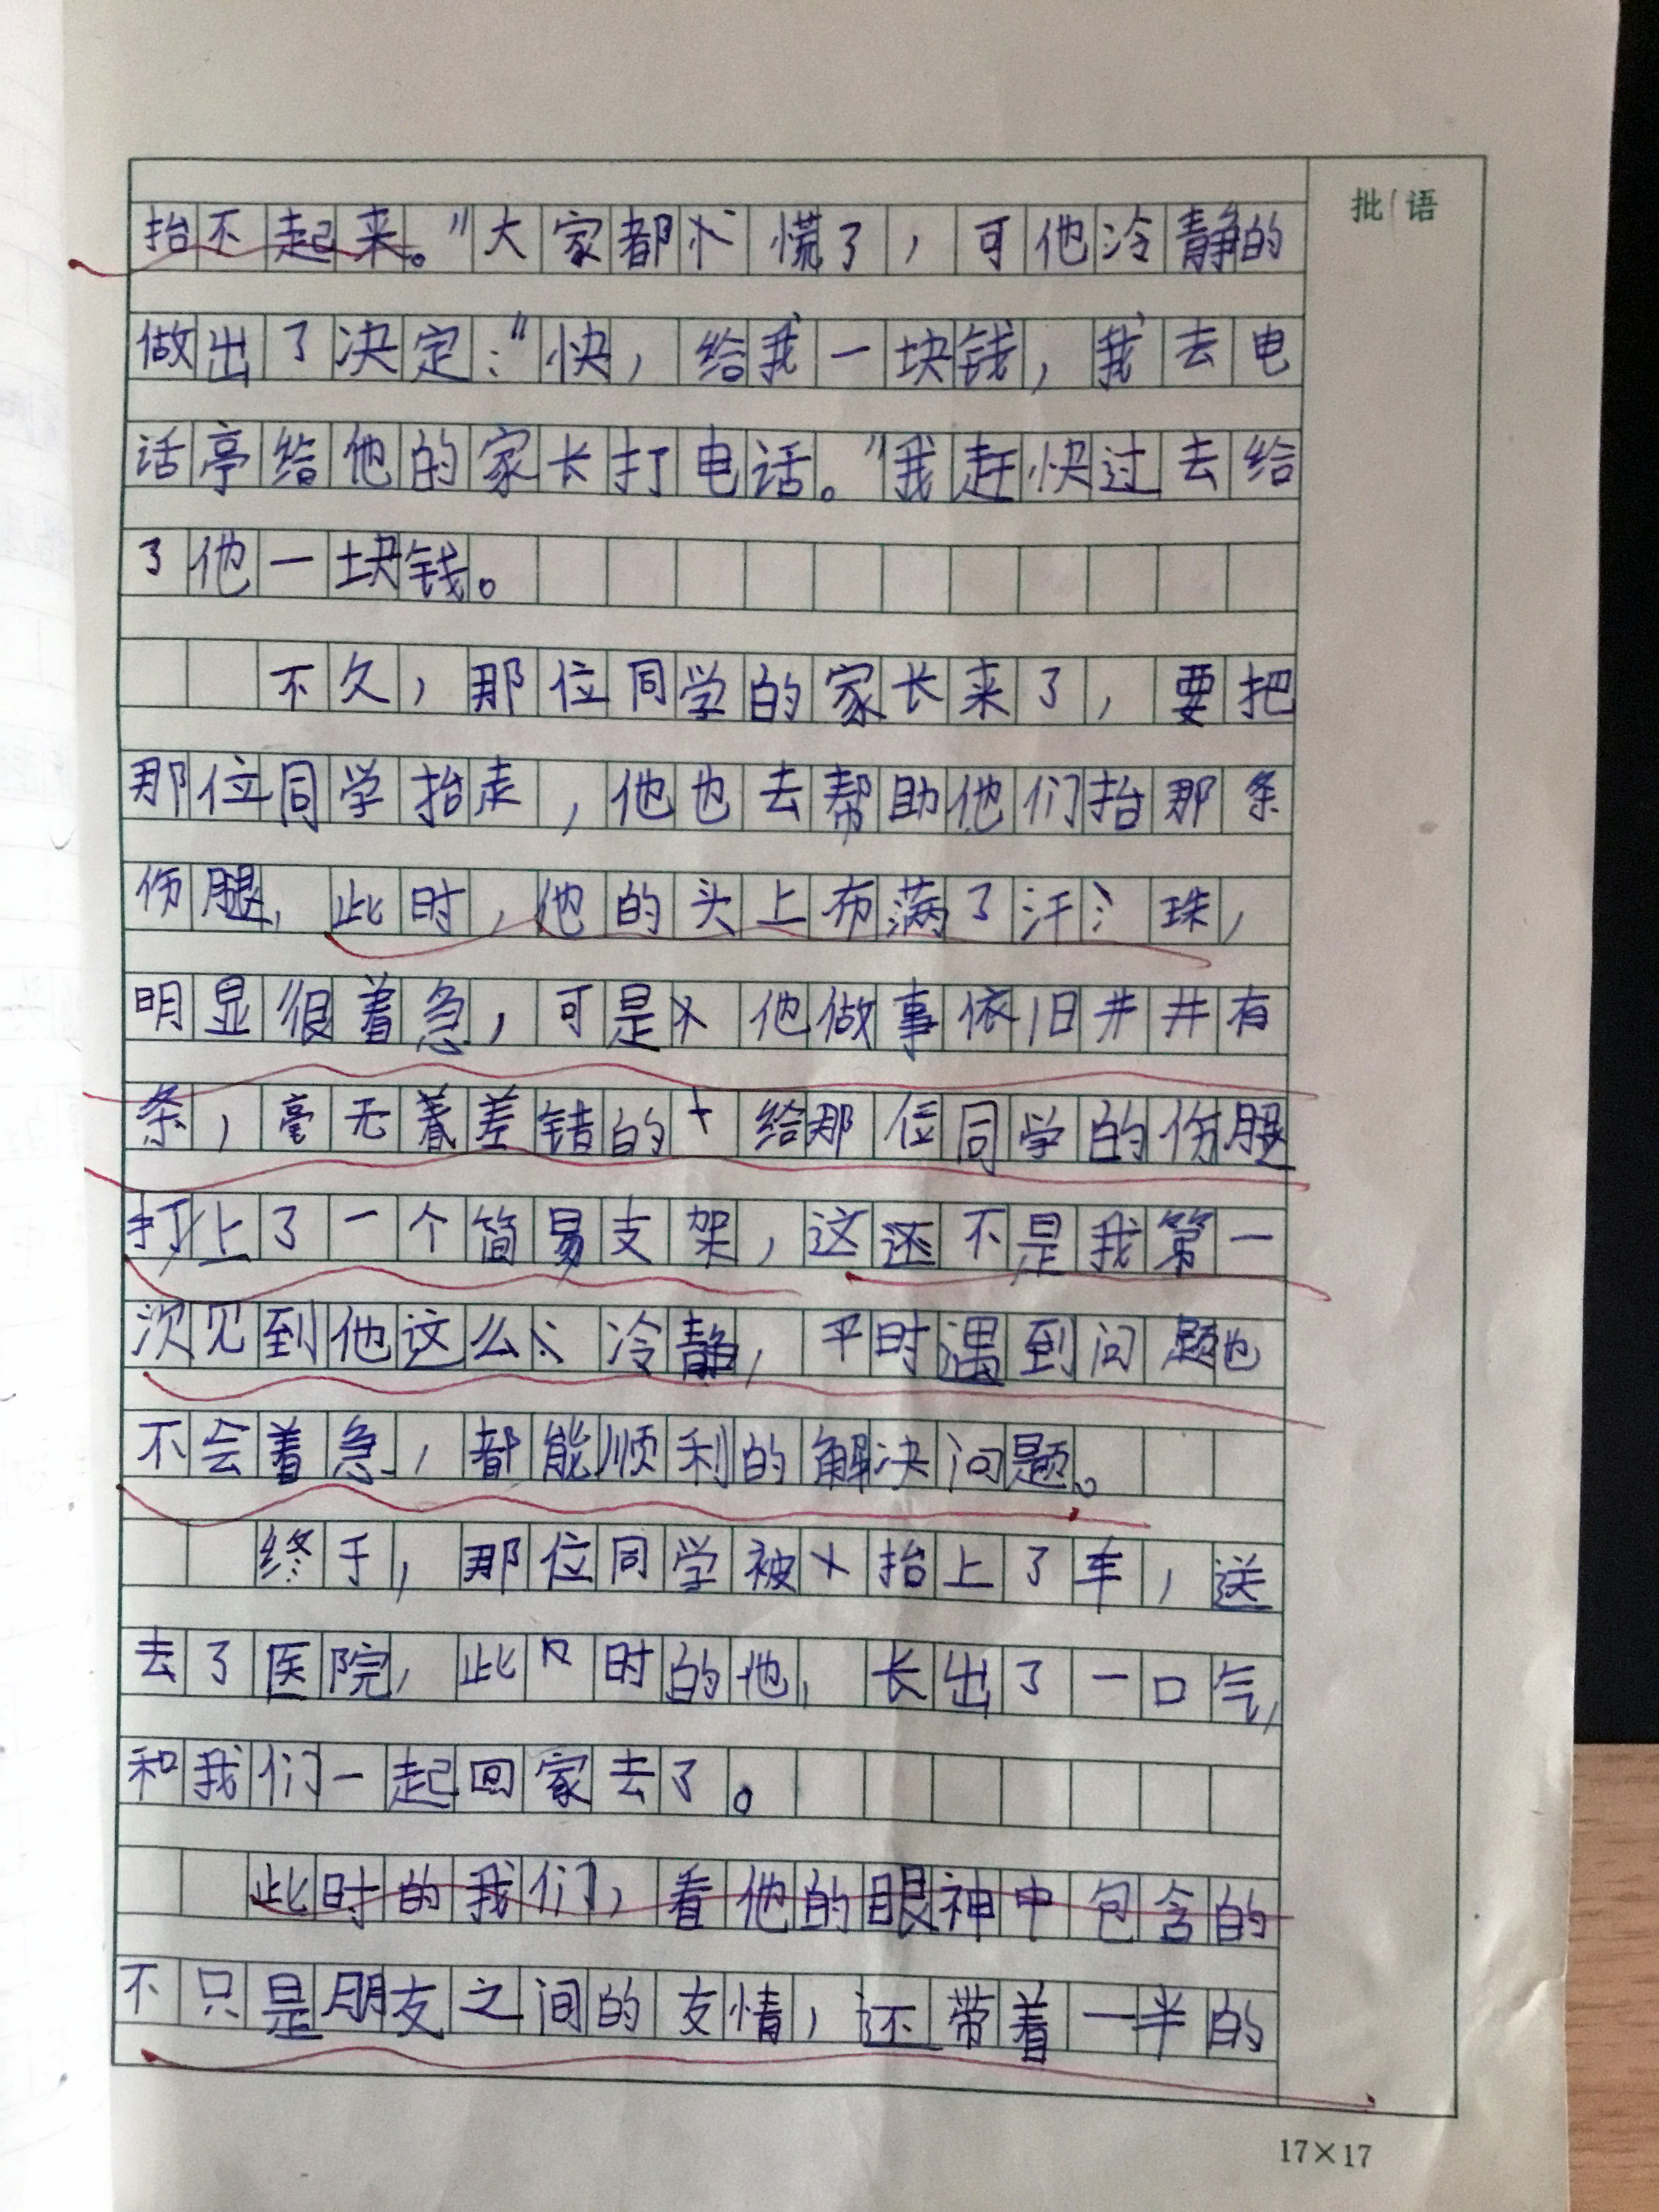 批语
抬不起来。"大家都慌了，可他冷静的
做出了决定："快，给我一块钱，我去电
话亭给他的家长打电话。"我赶快过去给
了他一块钱。
不久，那位同学的家长来了，要把
那位同学抬走，他也去帮助他们抬那条
伤腿，此时，他的头上布满了汗珠，
明显很着急，可是他做事依旧井井有
条，毫无着差错的给那位同学的伤腿
打上了一个简易支架，这还不是我第一
次见到他这么冷静，平时遇到问题也
不会着急，都能顺利的解决问题。
终于，那位同学被抬上了车，送
去了医院，此时的他，长出了一口气，
和我们一起回家去了。
此时的我们，看他的眼神中包含的
不只是朋友之间的友情，还带着一半的
17×17